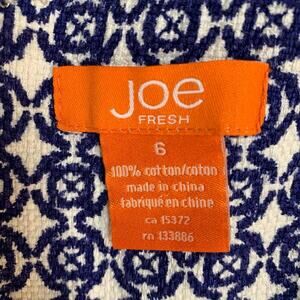 joe
FRESH
6
100% cotton/coton
made in china
fabriqué en chine
ca 15372
rn 133886